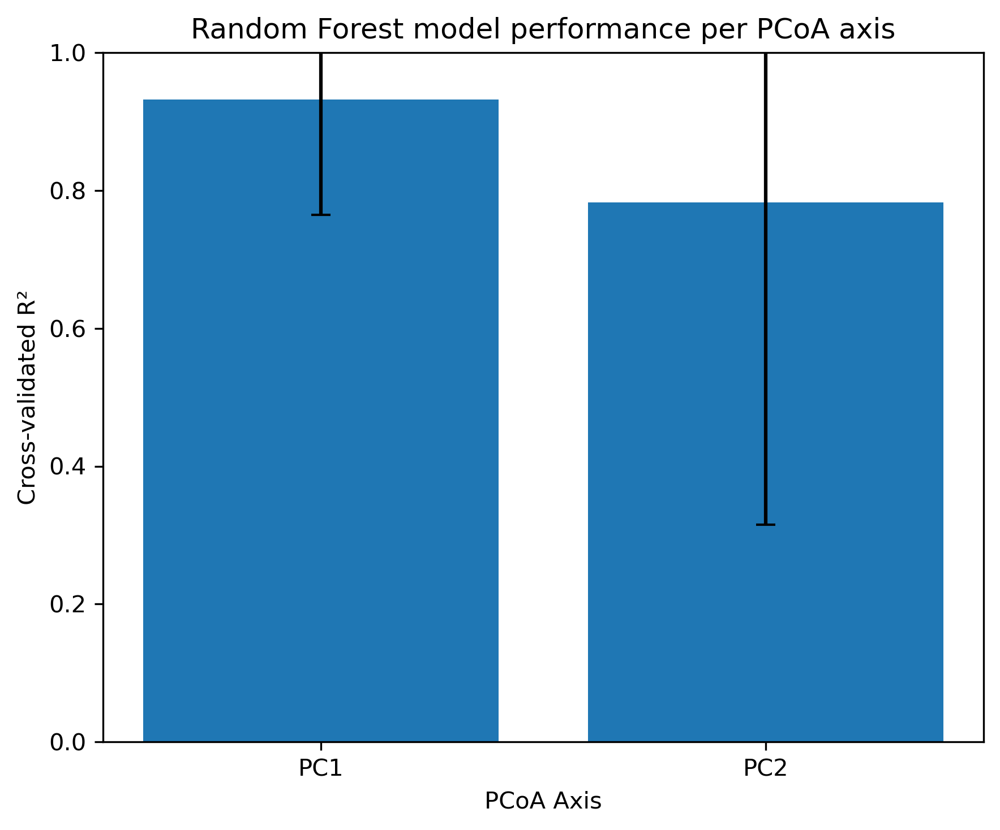 Random Forest model performance per PCoA axis
1.0
0.8
0.6
0.4
0.2
0.0
Cross-validated R²
PC1
PC2
PCoA Axis